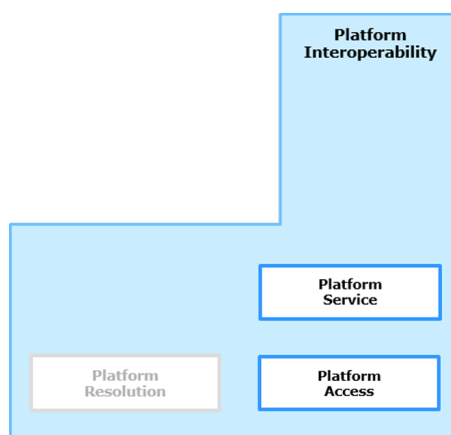 Platform
Interoperability
Platform
Service
Platform
Resolution
Platform
Access